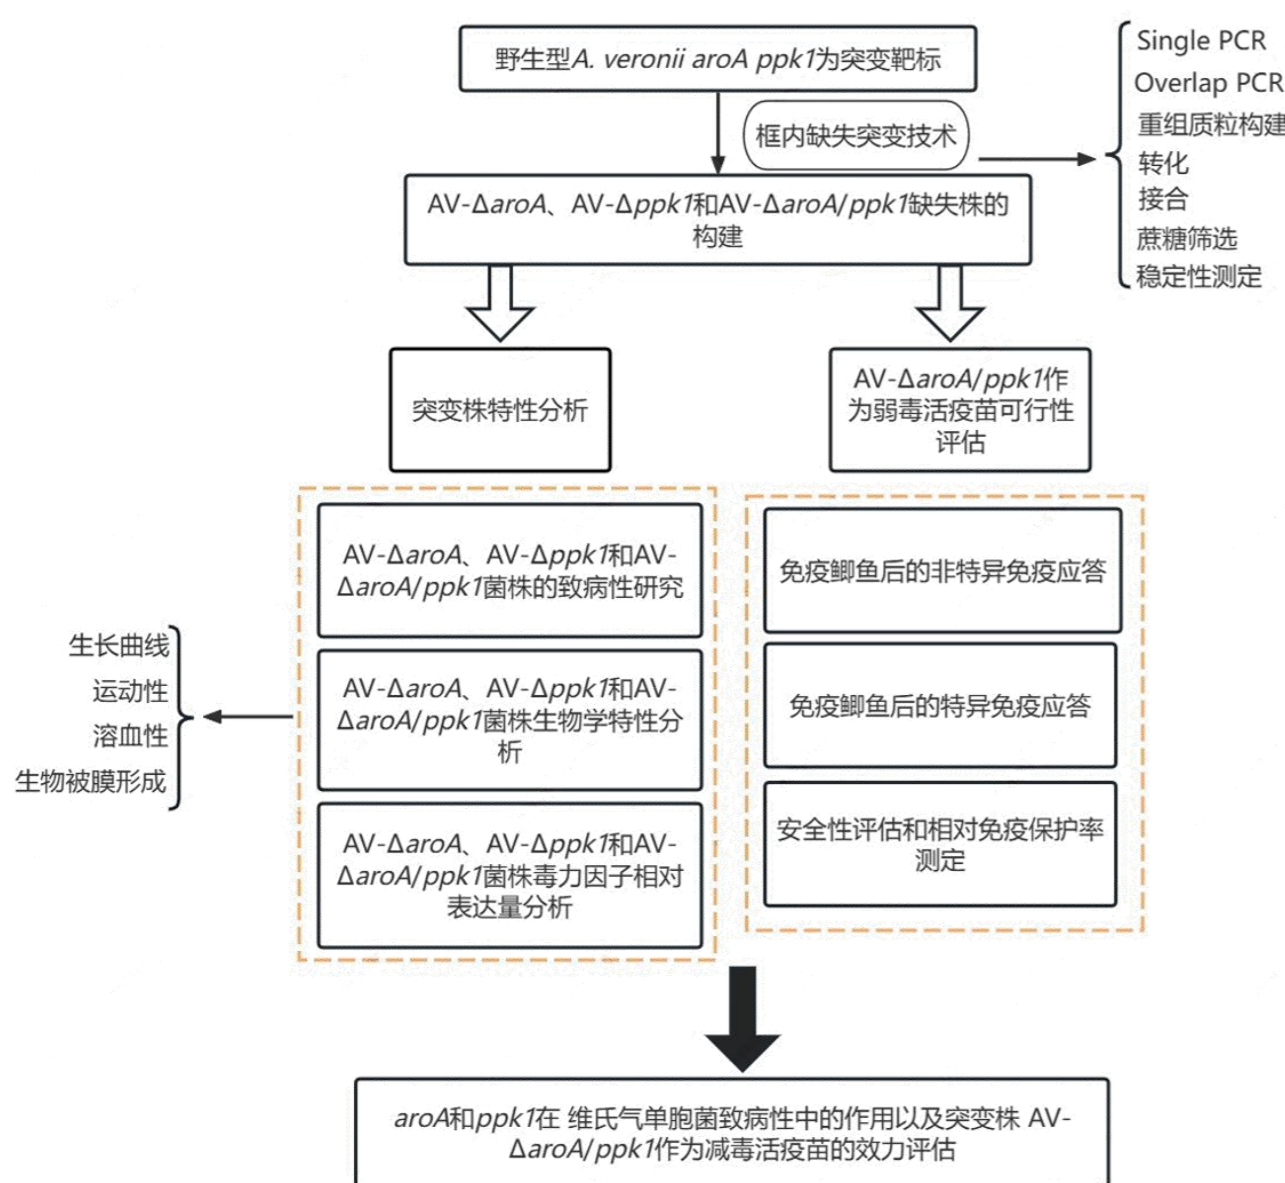 野生型A. veronii aroA ppk1为突变靶标
框内缺失突变技术
Single PCR
Overlap PCR
重组质粒构建
转化
接合
蔗糖筛选
稳定性测定
AV-ΔaroA、AV-Δppk1和AV-ΔaroA/ppk1缺失株的
构建
突变株特性分析
AV-ΔaroA/ppk1作
为弱毒活疫苗可行性
评估
AV-ΔaroA、AV-Δppk1和AV-
ΔaroA/ppk1菌株的致病性研究
AV-ΔaroA、AV-Δppk1和AV-
ΔaroA/ppk1菌株生物学特性分
析
AV-ΔaroA、AV-Δppk1和AV-
ΔaroA/ppk1菌株毒力因子相对
表达量分析
生长曲线
运动性
溶血性
生物被膜形成
免疫鲫鱼后的非特异免疫应答
免疫鲫鱼后的特异免疫应答
安全性评估和相对免疫保护率
测定
aroA和ppk1在 维氏气单胞菌致病性中的作用以及突变株 AV-
ΔaroA/ppk1作为减毒活疫苗的效力评估